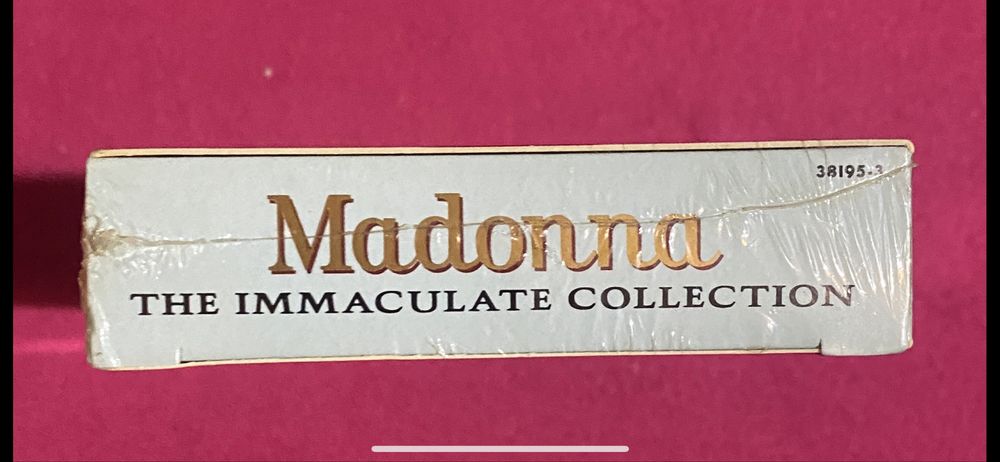 38195-3
Madonna
THE IMMACULATE COLLECTION